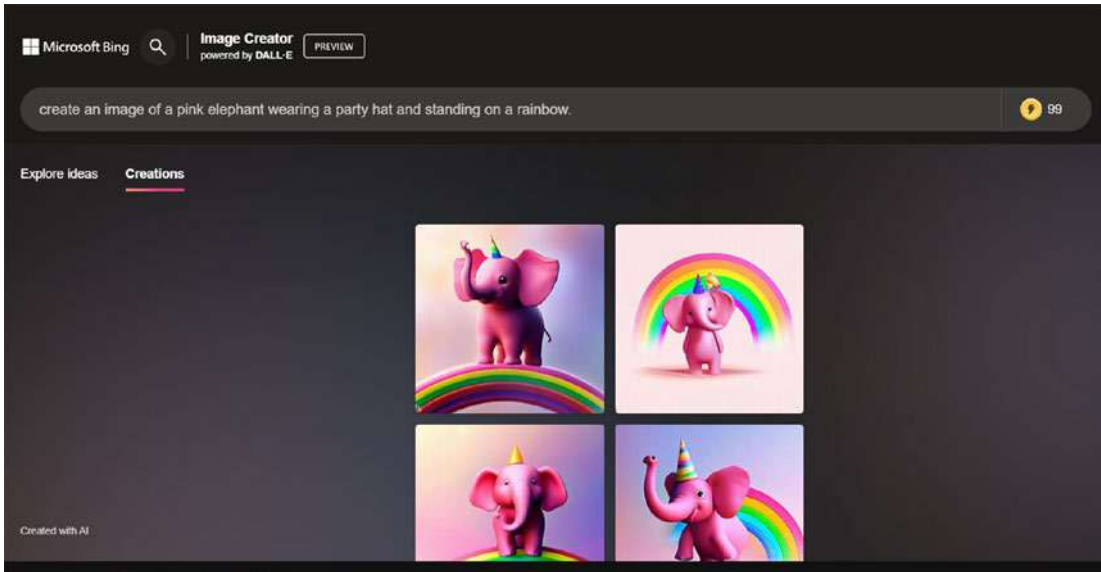 Microsoft Bing
Image Creator
powered by DALL·E
PREVIEW
create an image of a pink elephant wearing a party hat and standing on a rainbow.
99
Explore ideas
Creations
Created with AI